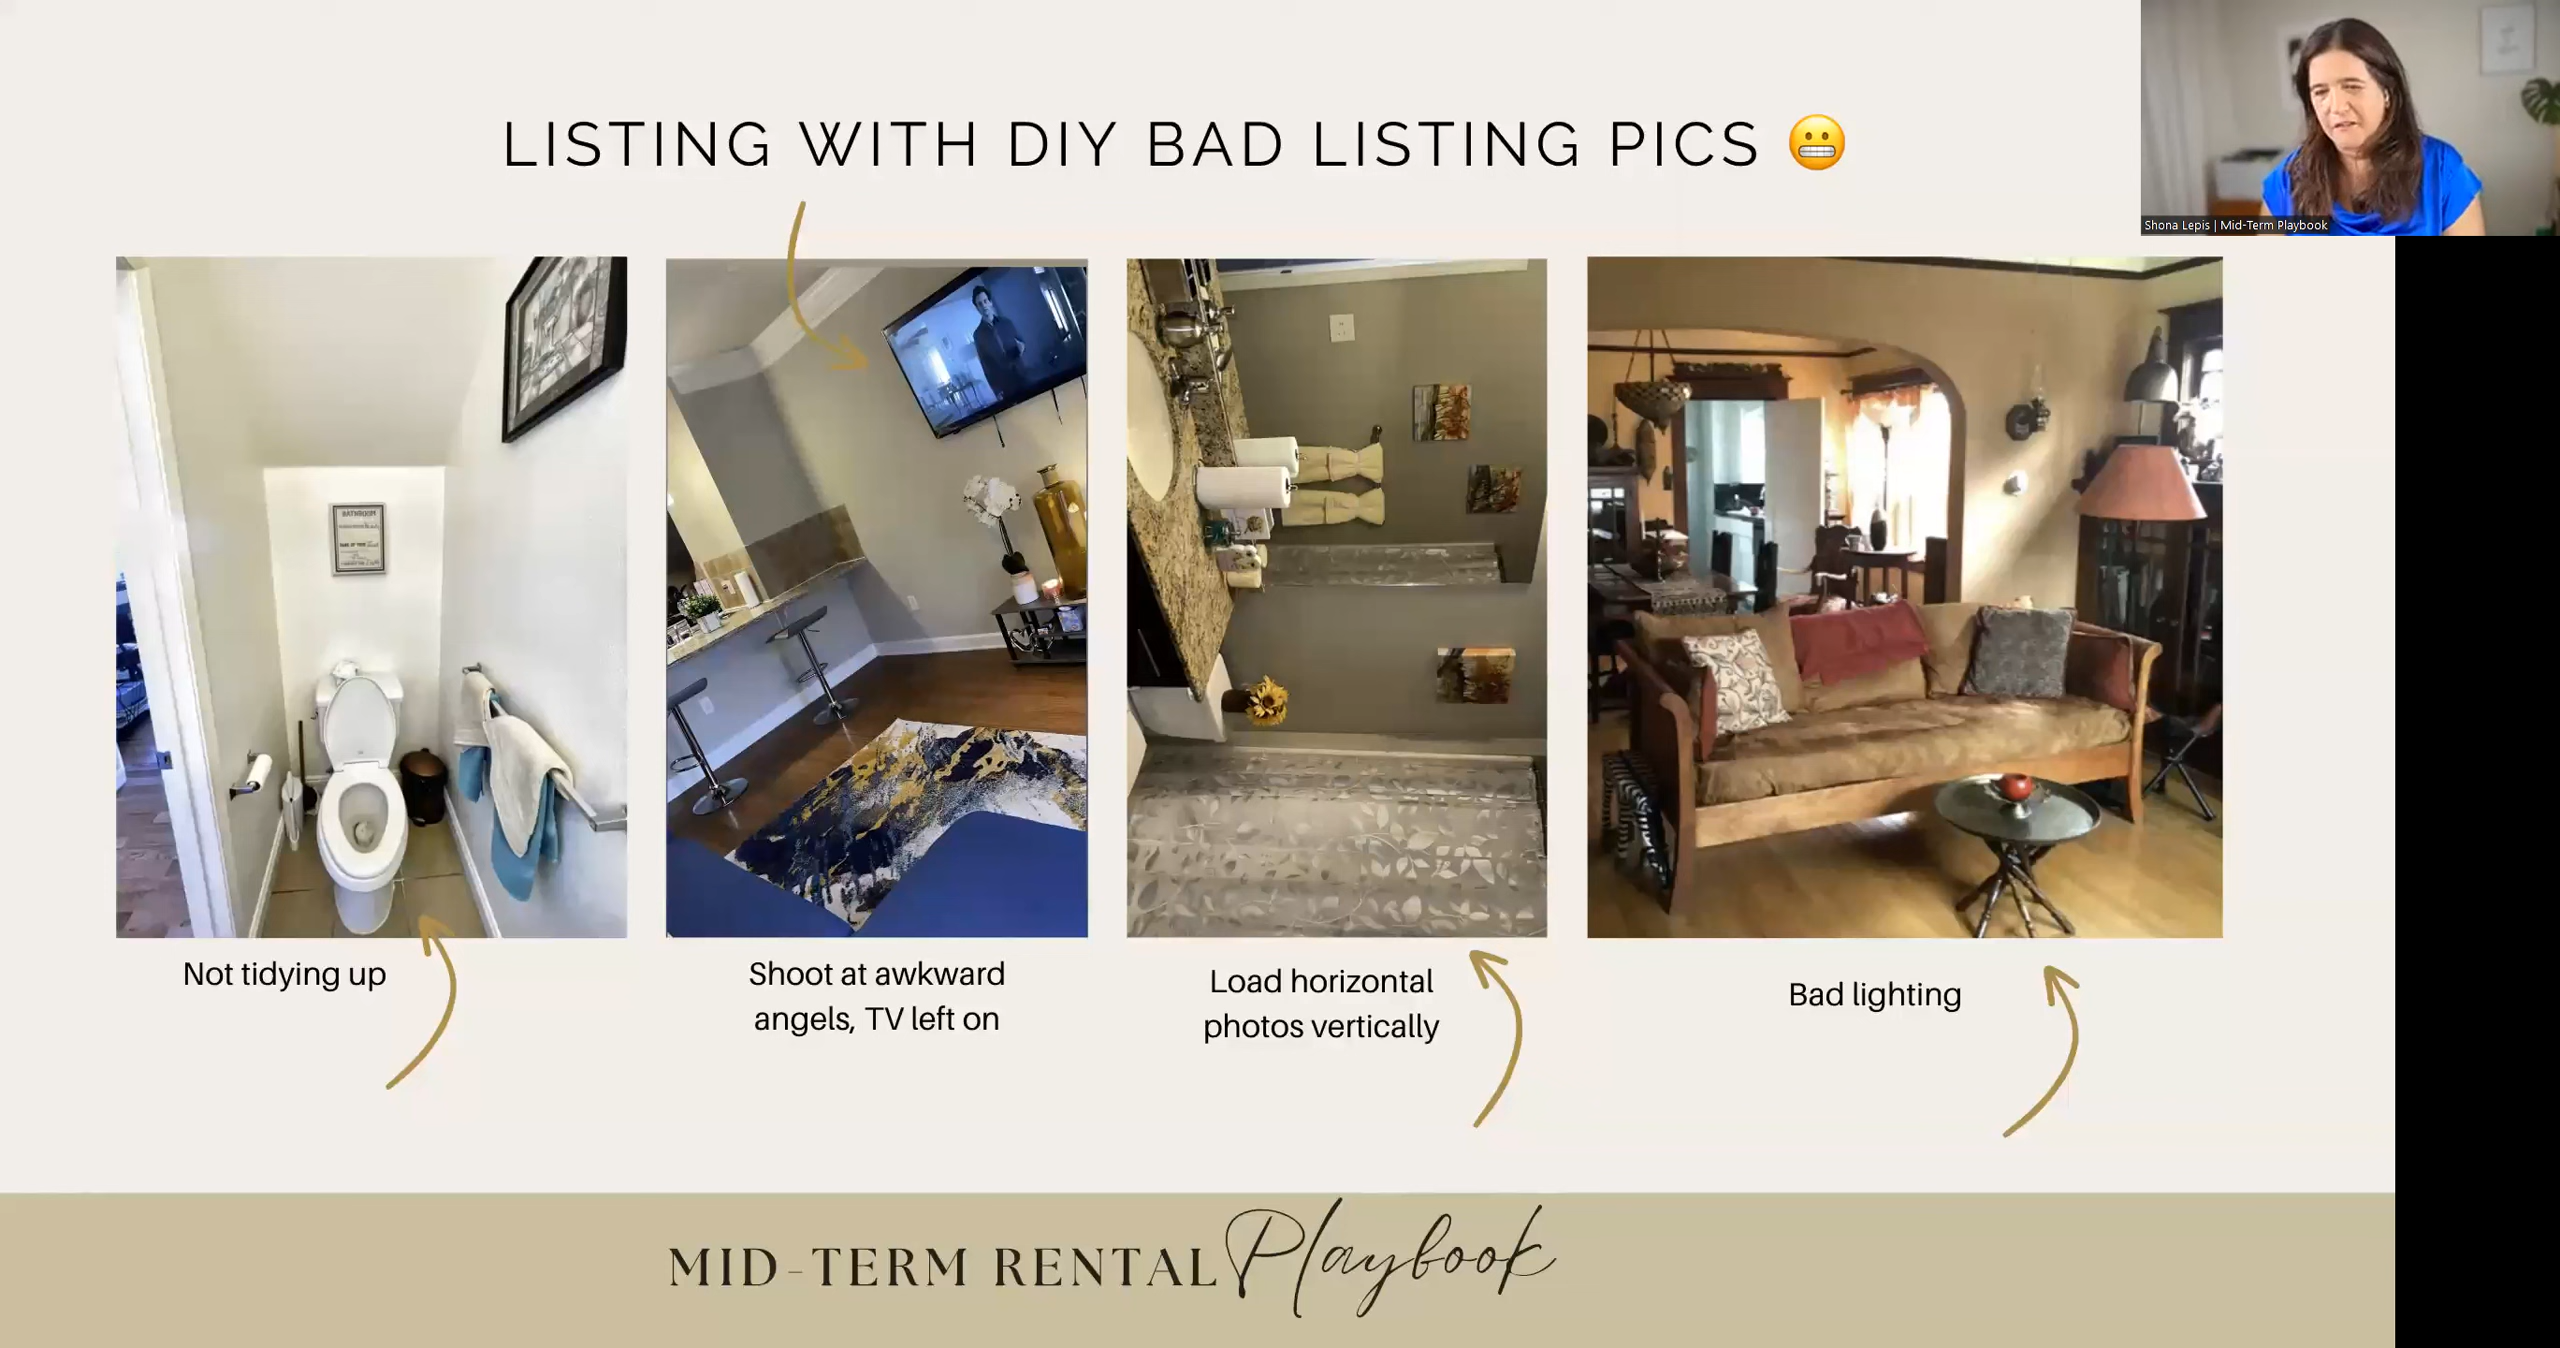 LISTING WITH DIY BAD LISTING PICS 😬
Shona Lepis | Mid-Term Playbook
BATHROOM
Not tidying up
Shoot at awkward
angels, TV left on
Load horizontal
photos vertically
Bad lighting
MID-TERM RENTAL Playbook